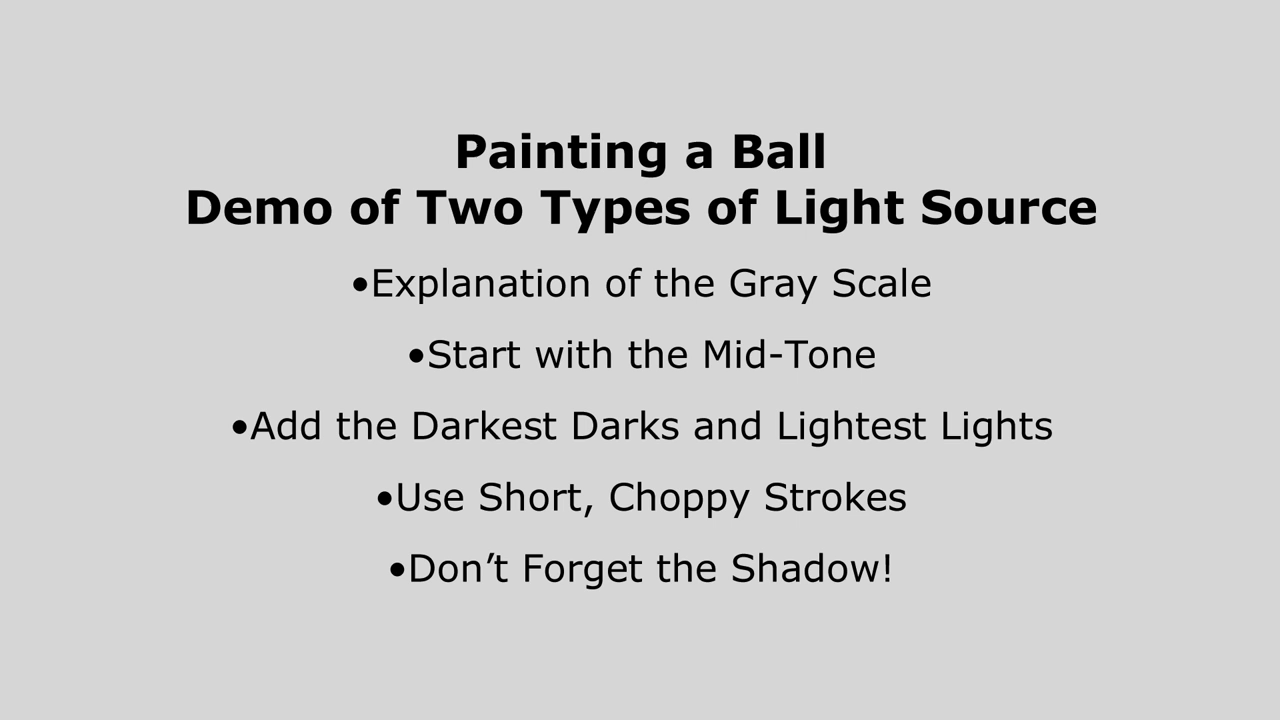 Painting a Ball
Demo of Two Types of Light Source
•Explanation of the Gray Scale
•Start with the Mid-Tone
•Add the Darkest Darks and Lightest Lights
•Use Short, Choppy Strokes
•Don’t Forget the Shadow!